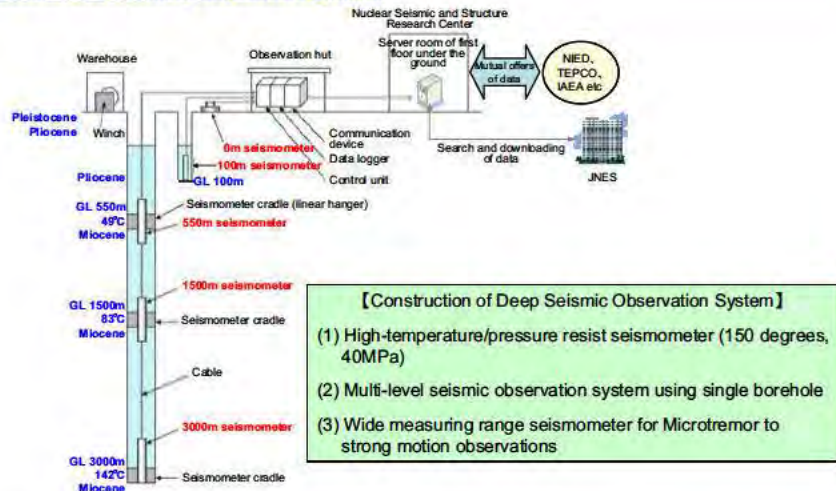 Nuclear Seismic and Structure
Research Center
Server room of first
floor under the
ground
Warehouse
Observation hut
Mutual offers
of data
NIED、
TEPCO、
IAEA etc
Pleistocene
Pliocene
Winch
0m seismometer
Communication
device
100m seismometer
Data logger
Search and downloading
of data
Pliocene
GL 100m
Control unit
JNES
GL 550m
49℃
Miocene
Seismometer cradle (linear hanger)
550m seismometer
1500m seismometer
GL 1500m
83℃
Miocene
Seismometer cradle
Cable
3000m seismometer
GL 3000m
142℃
Miocene
Seismometer cradle
【Construction of Deep Seismic Observation System】
(1) High-temperature/pressure resist seismometer (150 degrees,
40MPa)
(2) Multi-level seismic observation system using single borehole
(3) Wide measuring range seismometer for Microtremor to
strong motion observations